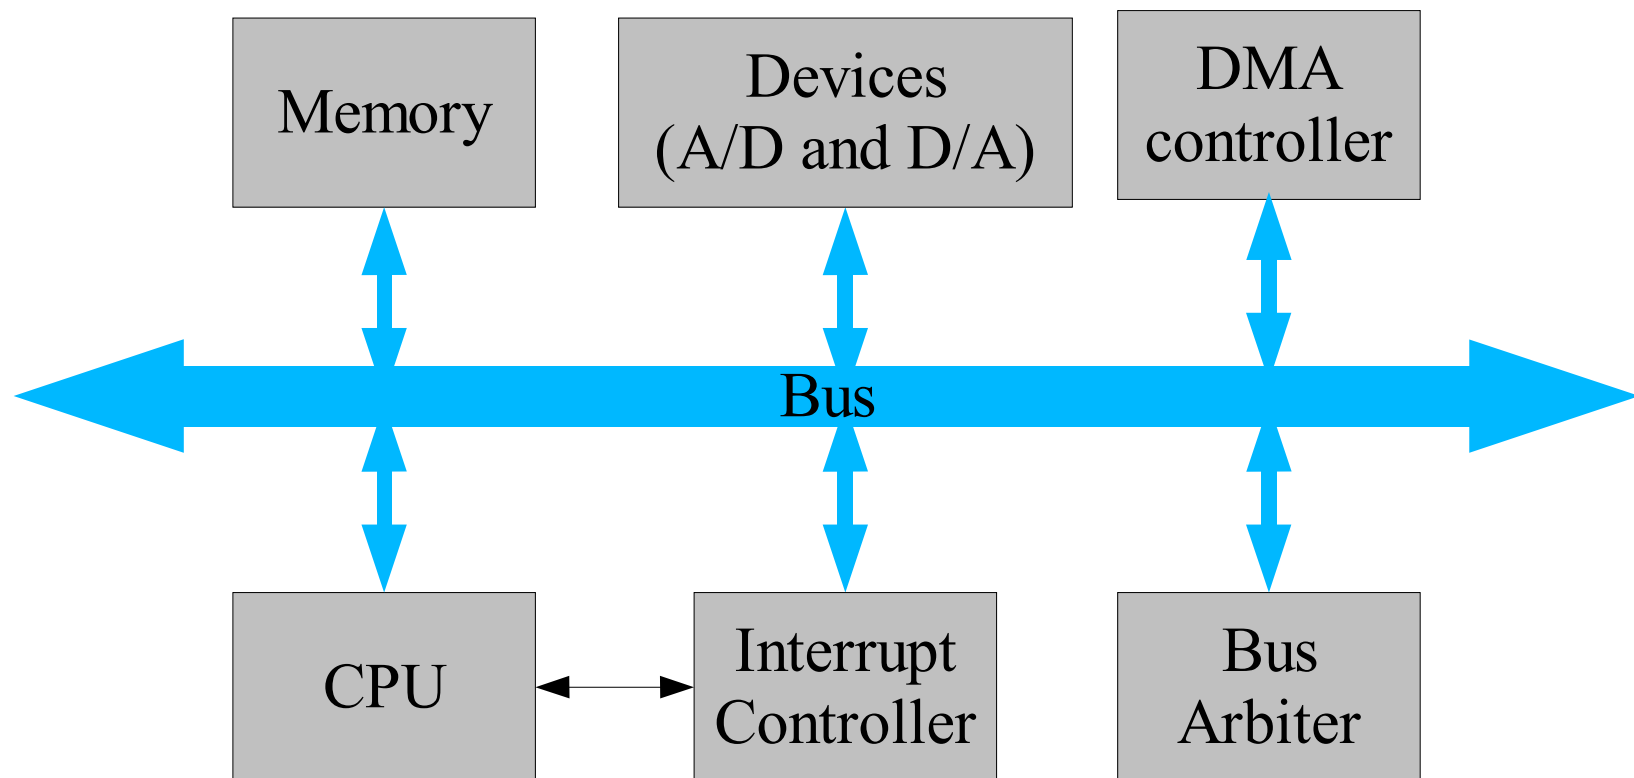 Memory
Devices
(A/D and D/A)
DMA
controller
Bus
CPU
Interrupt
Controller
Bus
Arbiter